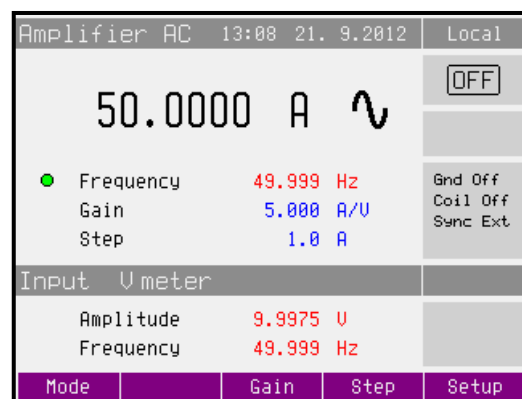 Amplifier AC 13:08 21. 9.2012 Local
OFF
50.0000 A
Frequency 49.999 Hz
Gain 5.000 A/V
Step 1.0 A
Gnd Off
Coil Off
Sync Ext
Input V meter
Amplitude 9.9975 V
Frequency 49.999 Hz
Mode Gain Step Setup